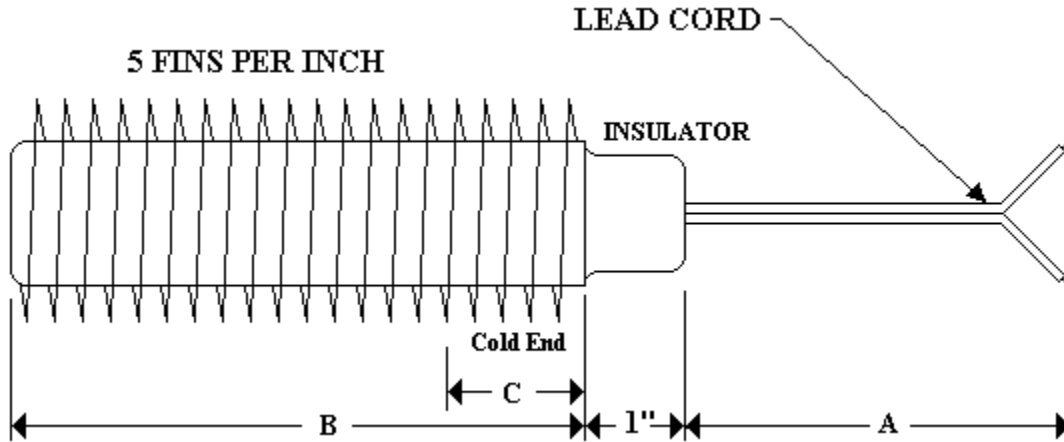 LEAD CORD
5 FINS PER INCH
INSULATOR
Cold End
C
B
1"
A